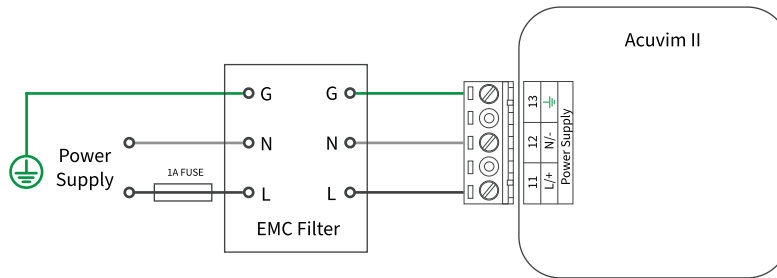 Acuvim II
G
G
13
N
N
12
N/-
Power
Supply
1A FUSE
L
L
11
L/+
Power Supply
EMC Filter